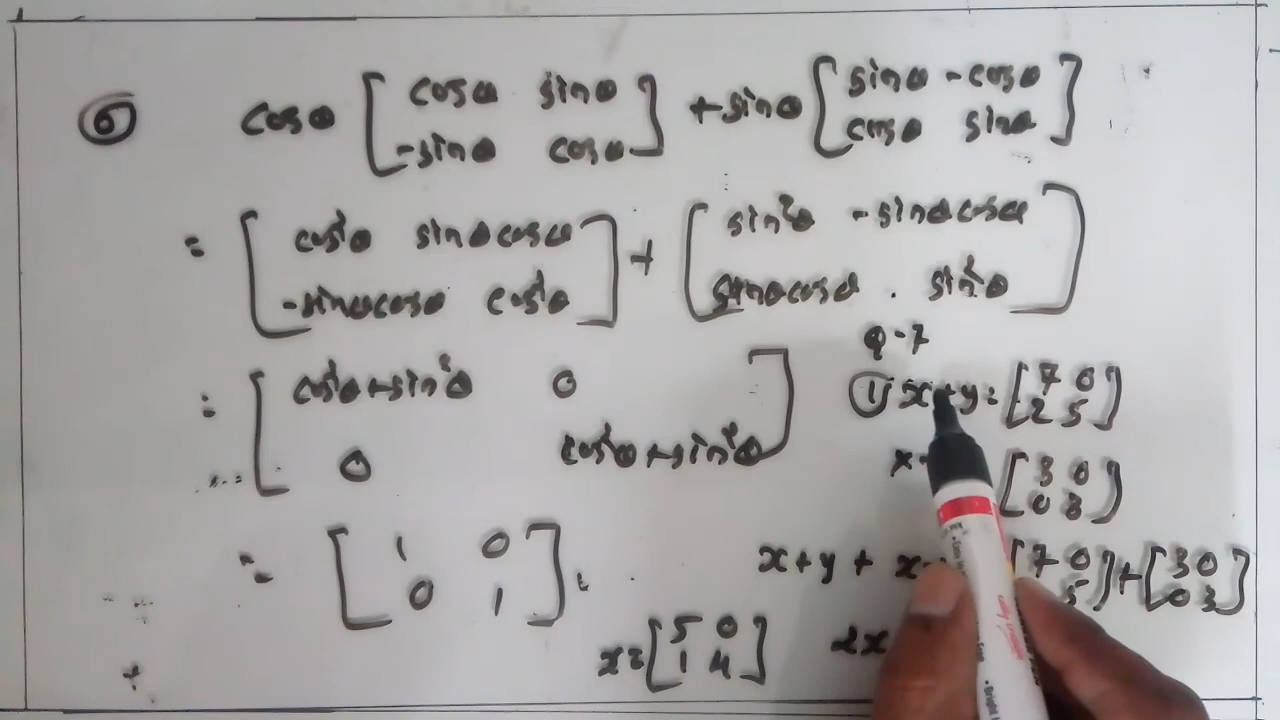 6 cosθ [ cosθ sinθ ] + sinθ [ sinθ -cosθ ]
-sinθ cosθ cosθ sinθ
= [ cos²θ sinθcosθ ] + [ sin²θ -sinθcosθ ]
-sinθcosθ cos²θ sinθcosθ . sin²θ
= [ cos²θ+sin²θ 0 ]
0 cos²θ+sin²θ
= [ 1 0 ]
0 1
Q-7
① x+y = [ 7 0 ]
2 5
x- [ 3 0 ]
0 3
x+y + x- [ 7 0 ] + [ 3 0 ]
5 0 3
2x
x = [ 5 0 ]
1 4